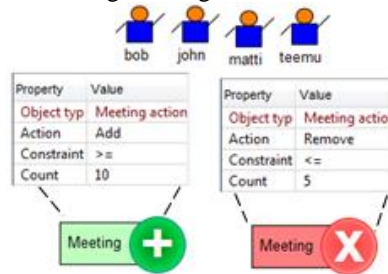 bob john matti teemu
Property Value
Object typ Meeting action
Action Add
Constraint >=
Count 10
Property Value
Object typ Meeting actio
Action Remove
Constraint <=
Count 5
Meeting
Meeting X